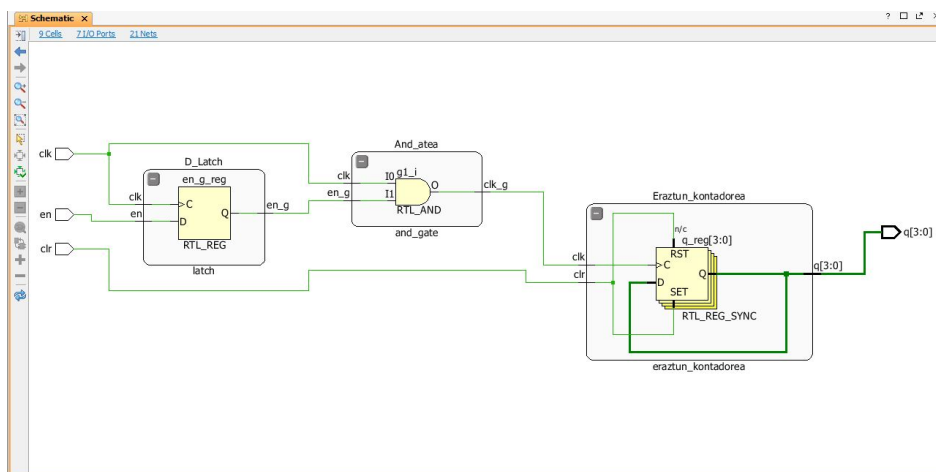 Schematic
9 Cells 7 I/O Ports 21 Nets
clk
en
clr
D_Latch
en_g_reg
clk
en
C
D
Q
en_g
RTL_REG
latch
And_atea
g1_i
clk
en_g
I0
I1
O
clk_g
RTL_AND
and_gate
Eraztun_kontadorea
n/c
q_reg[3:0]
RST
clk
clr
C
D
Q
SET
q[3:0]
RTL_REG_SYNC
eraztun_kontadorea
q[3:0]